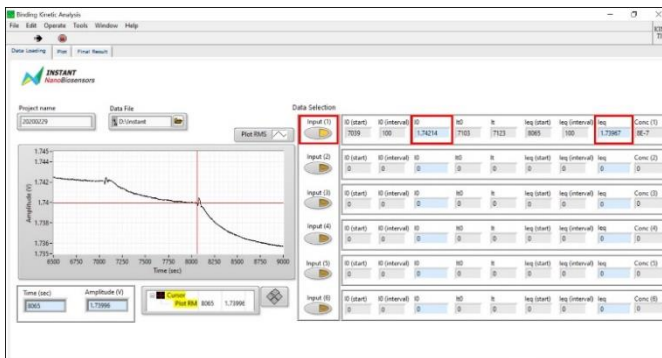 Binding Kinetic Analysis
File Edit Operate Tools Window Help
Data Loading Plot Final Result
INSTANT
NanoBiosensors
Project name Data File Data Selection
20200229 D:\Instant
Plot RMS
Input (1) I0 (start) I0 (interval) I0 It0 It Ieq (start) Ieq (interval) Ieq Conc (1)
7039 100 1.74214 7103 7123 8065 100 1.73967 8E-7
Input (2) I0 (start) I0 (interval) I0 It0 It Ieq (start) Ieq (interval) Ieq Conc (2)
0 0 0 0 0 0 0 0 0
Input (3) I0 (start) I0 (interval) I0 It0 It Ieq (start) Ieq (interval) Ieq Conc (3)
0 0 0 0 0 0 0 0 0
Input (4) I0 (start) I0 (interval) I0 It0 It Ieq (start) Ieq (interval) Ieq Conc (4)
0 0 0 0 0 0 0 0 0
Input (5) I0 (start) I0 (interval) I0 It0 It Ieq (start) Ieq (interval) Ieq Conc (5)
0 0 0 0 0 0 0 0 0
Input (6) I0 (start) I0 (interval) I0 It0 It Ieq (start) Ieq (interval) Ieq Conc (6)
0 0 0 0 0 0 0 0 0
Amplitude (V)
1.745
1.744
1.742
1.74
1.738
1.736
1.735
6500 6750 7000 7250 7500 7750 8000 8250 8500 8750 9000
Time (sec)
Time (sec) Amplitude (V)
8065 1.73996
Cursor
Plot RM 8065 1.73996